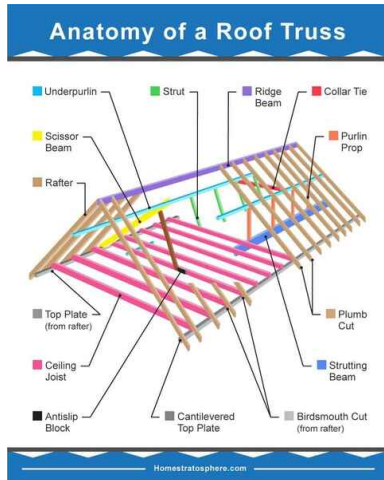 Anatomy of a Roof Truss
Underpurlin
Strut
Ridge
Beam
Collar Tie
Scissor
Beam
Purlin
Prop
Rafter
Top Plate
(from rafter)
Plumb
Cut
Ceiling
Joist
Strutting
Beam
Antislip
Block
Cantilevered
Top Plate
Birdsmouth Cut
(from rafter)
Homestratosphere.com